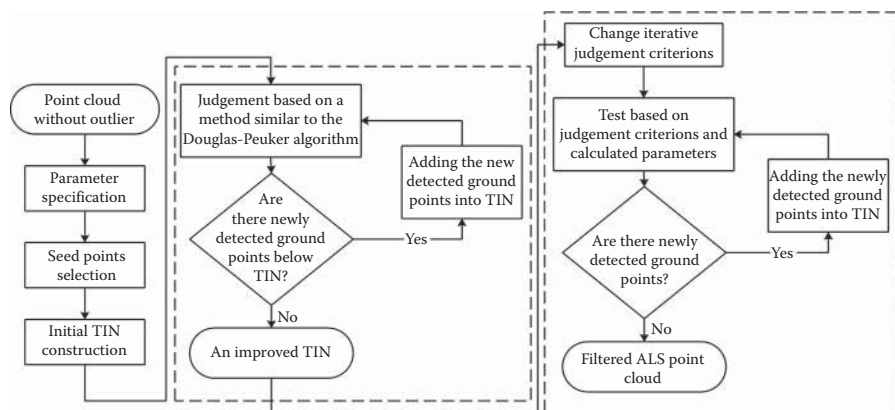 Point cloud
without outlier
Parameter
specification
Seed points
selection
Initial TIN
construction
Judgement based on a
method similar to the
Douglas-Peuker algorithm
Are
there newly
detected ground
points below
TIN?
Yes
Adding the new
detected ground
points into TIN
No
An improved TIN
Change iterative
judgement criterions
Test based on
judgement criterions and
calculated parameters
Are there newly
detected ground
points?
Yes
Adding the newly
detected ground
points into TIN
No
Filtered ALS point
cloud